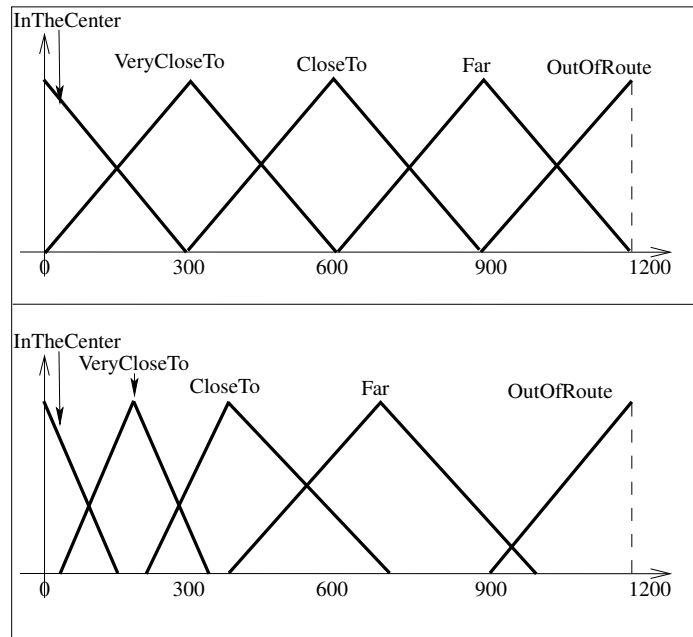 InTheCenter
VeryCloseTo
CloseTo
Far
OutOfRoute
0 300 600 900 1200
InTheCenter
VeryCloseTo
CloseTo
Far
OutOfRoute
0 300 600 900 1200